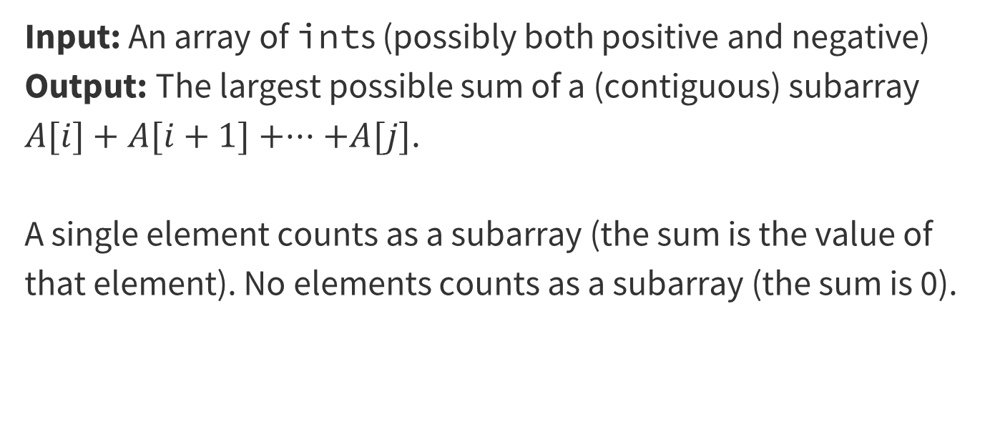 Input: An array of ints (possibly both positive and negative)
Output: The largest possible sum of a (contiguous) subarray
A[i] + A[i + 1] +⋯ +A[j].
A single element counts as a subarray (the sum is the value of
that element). No elements counts as a subarray (the sum is 0).